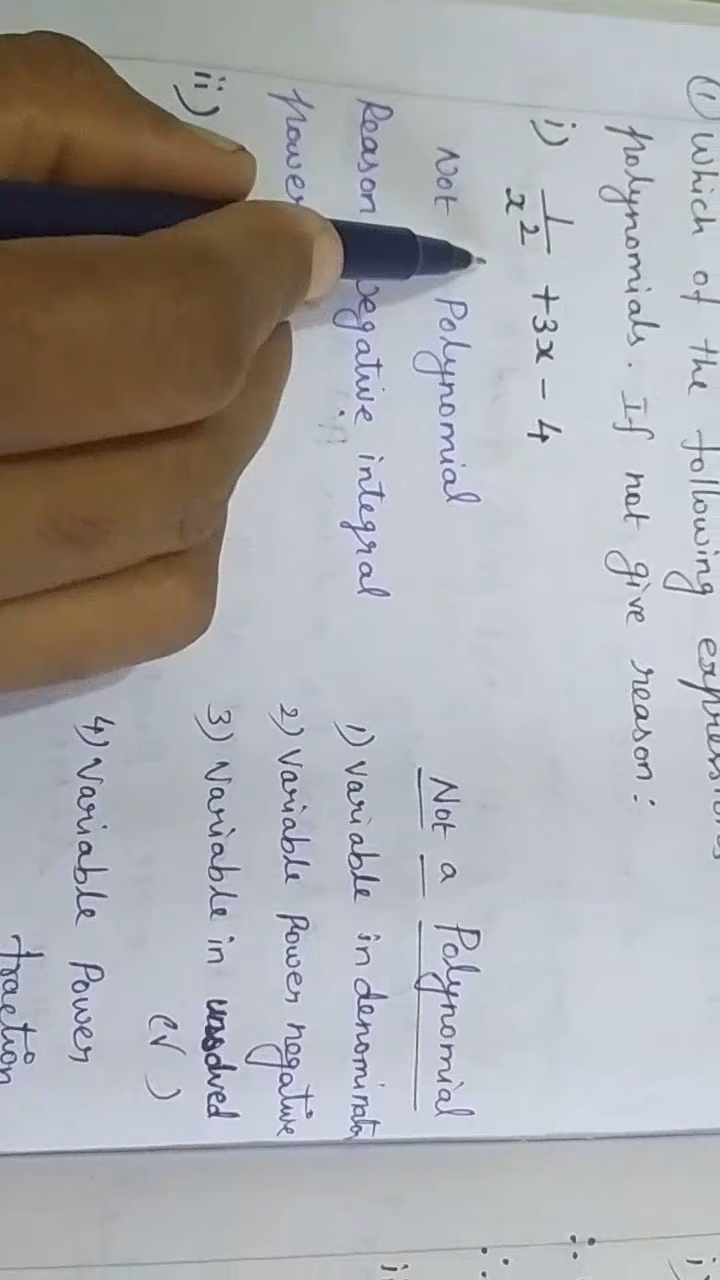 (1) Which of the following expressions
polynomials. If not give reason:
i) 1/x² + 3x - 4
Not Polynomial
Reason negative integral
power
ii)
Not a Polynomial
1) Variable in denominator
2) Variable Power negative
3) Variable in
(√ )
4) Variable Power
fraction